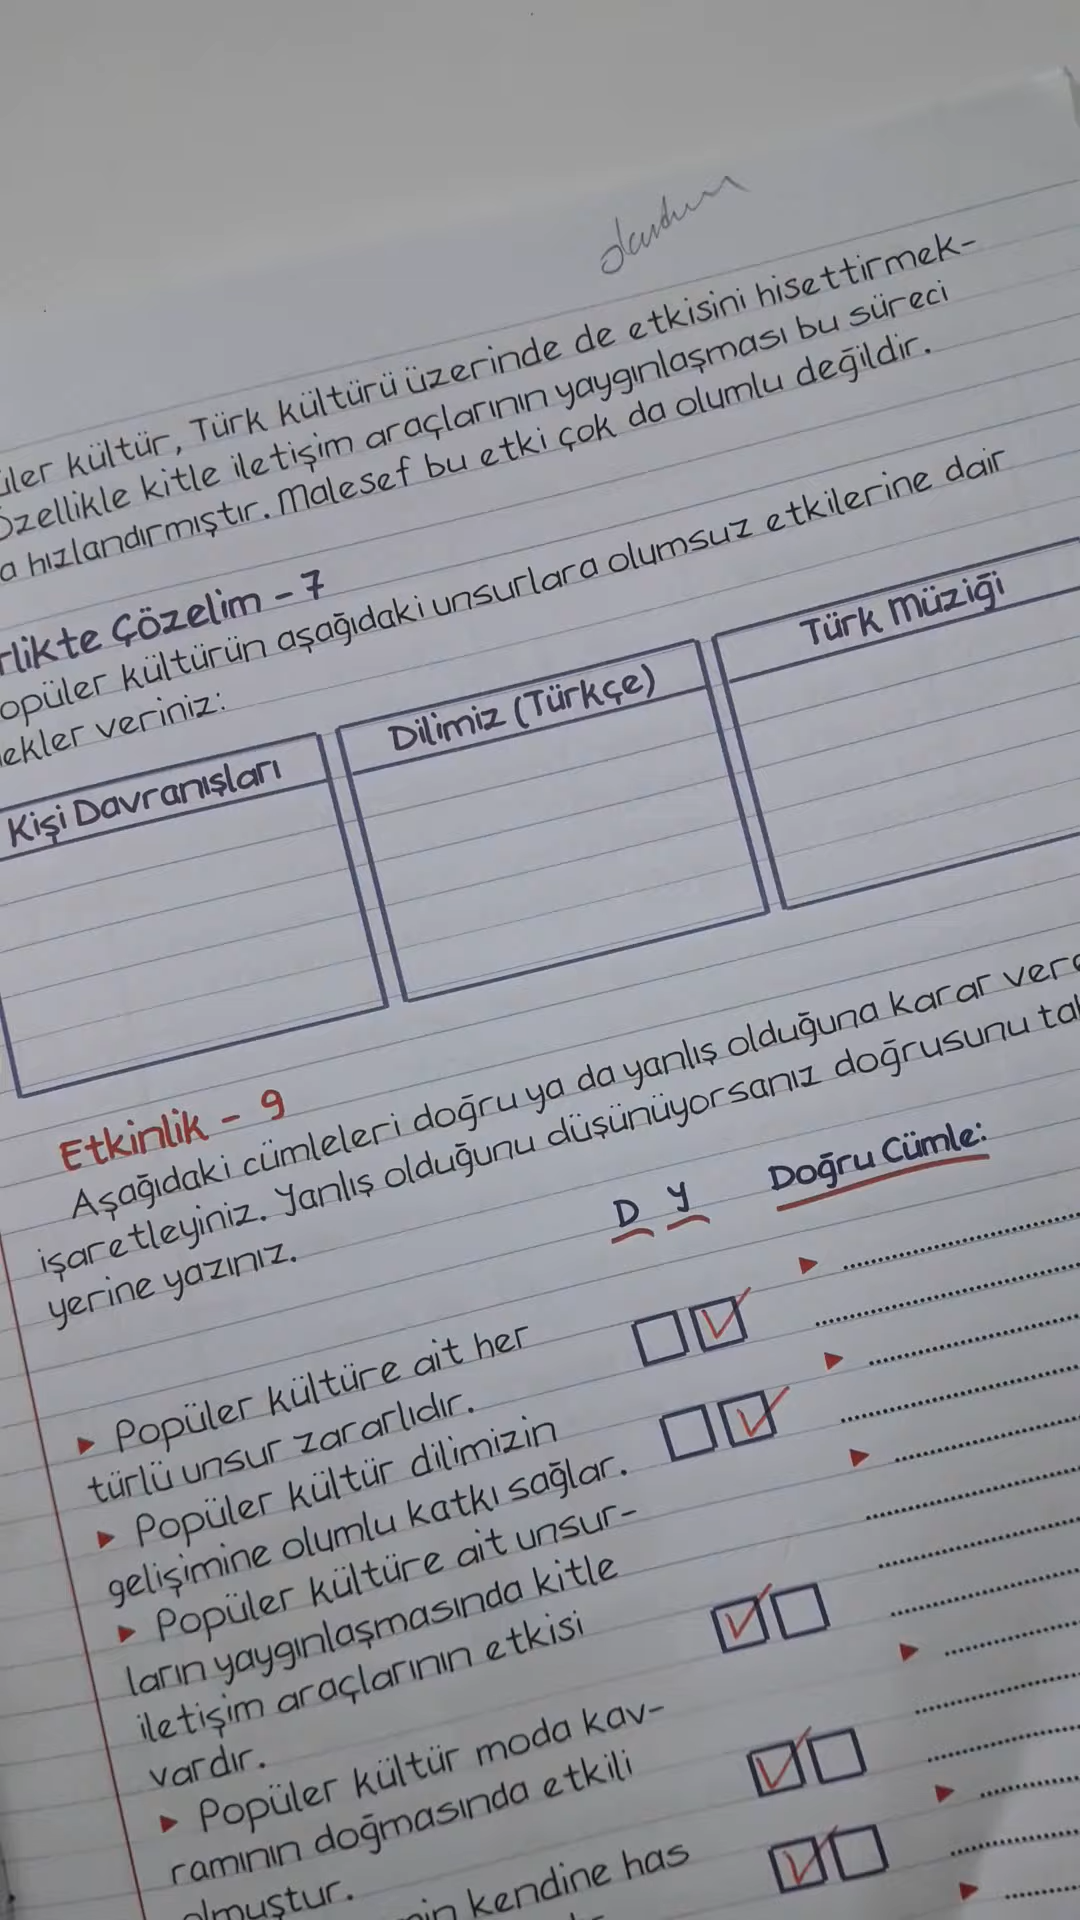 kültür, Türk kültürü üzerinde de etkisini hisettirmek-
Özellikle kitle iletişim araçlarının yaygınlaşması bu süreci
a hızlandırmıştır. Malesef bu etki çok da olumlu değildir.
rlikte Çözelim - 7
opüler kültürün aşağıdaki unsurlara olumsuz etkilerine dair
ekler veriniz:
Kişi Davranışları
Dilimiz (Türkçe)
Türk Müziği
Etkinlik - 9
Aşağıdaki cümleleri doğru ya da yanlış olduğuna karar vere
işaretleyiniz. Yanlış olduğunu düşünüyorsanız doğrusunu ta
yerine yazınız.
D Y Doğru Cümle:
Popüler kültüre ait her
türlü unsur zararlıdır.
Popüler kültür dilimizin
gelişimine olumlu katkı sağlar.
Popüler kültüre ait unsur-
ların yaygınlaşmasında kitle
iletişim araçlarının etkisi
vardır.
Popüler kültür moda kav-
ramının doğmasında etkili
olmuştur.
kendine has